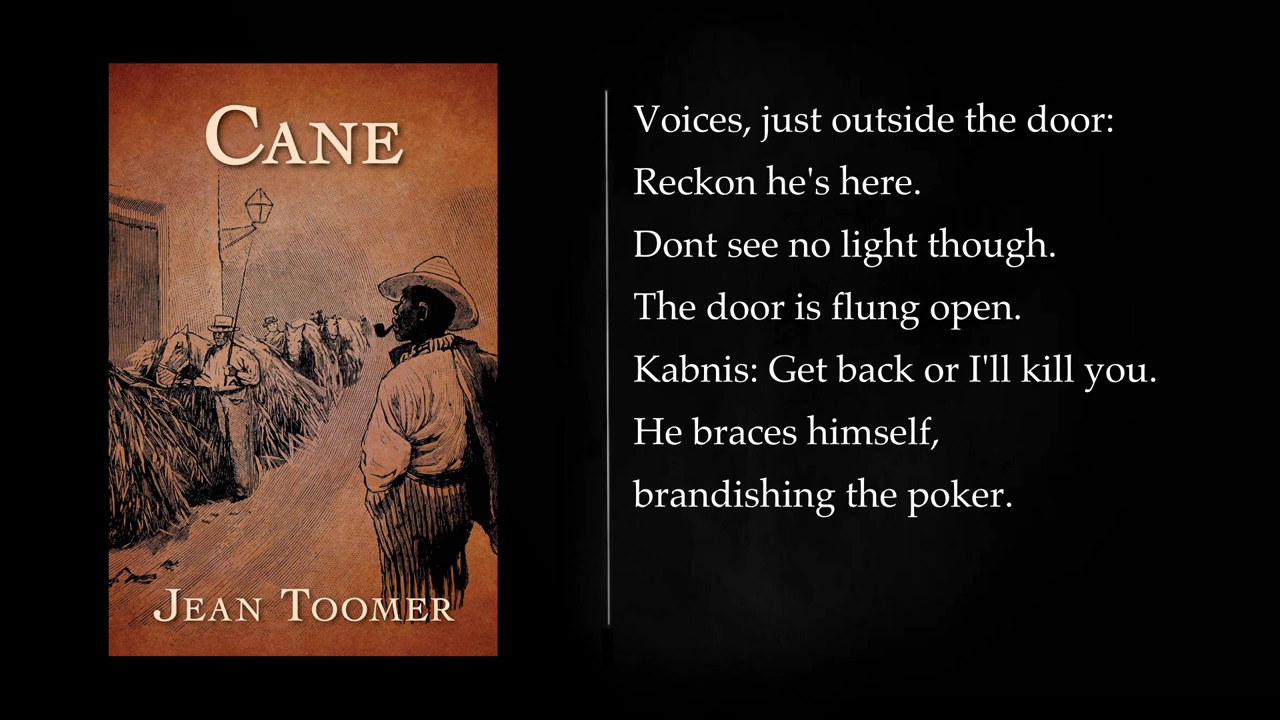 CANE
JEAN TOOMER
Voices, just outside the door:
Reckon he's here.
Dont see no light though.
The door is flung open.
Kabnis: Get back or I'll kill you.
He braces himself,
brandishing the poker.